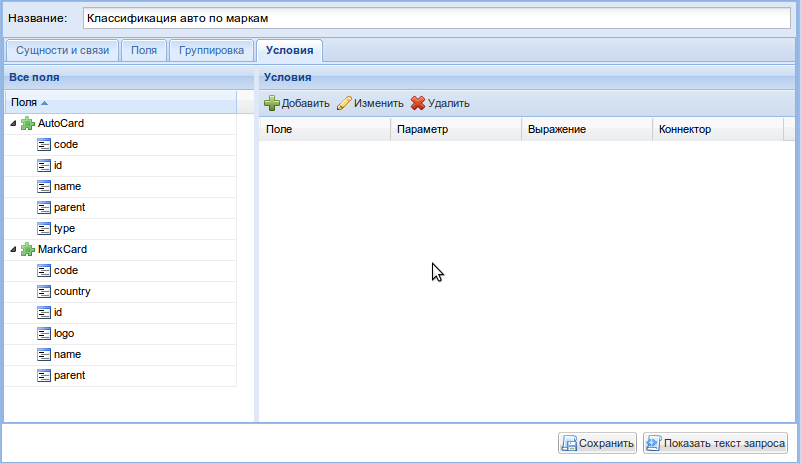 Название: Классификация авто по маркам
Сущности и связи Поля Группировка Условия
Все поля
Поля
AutoCard
code
id
name
parent
type
MarkCard
code
country
id
logo
name
parent
Условия
Добавить Изменить Удалить
Поле Параметр Выражение Коннектор
Сохранить Показать текст запроса